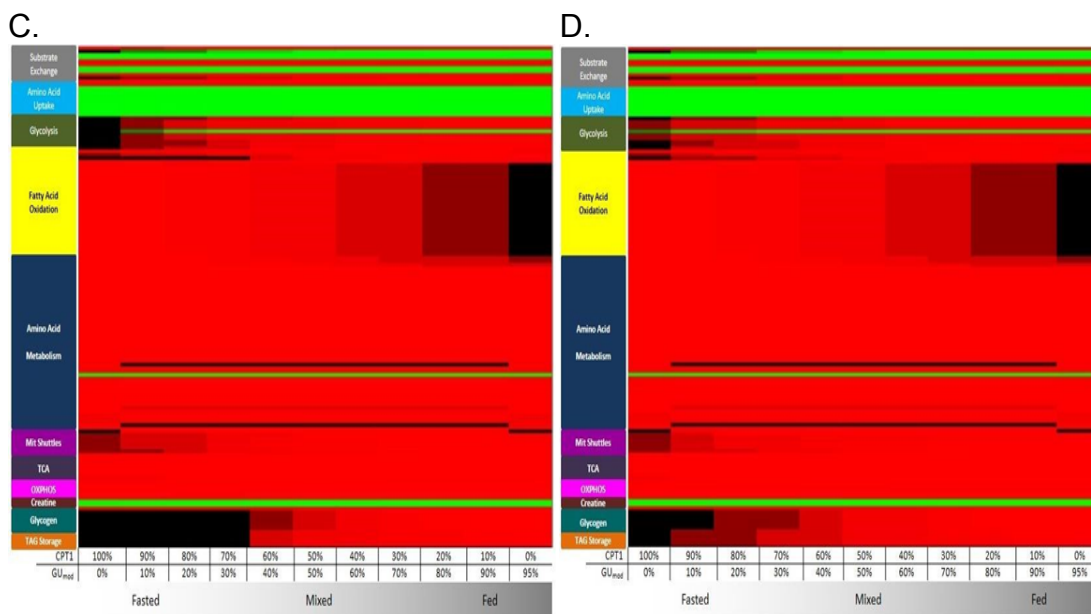 C.
Substrate
Exchange
Amino Acid
Uptake
Glycolysis
Fatty Acid
Oxidation
Amino Acid
Metabolism
Mit Shuttles
TCA
OXPHOS
Creatine
Glycogen
TAG Storage
CPT1 100% 90% 80% 70% 60% 50% 40% 30% 20% 10% 0%
GUmod 0% 10% 20% 30% 40% 50% 60% 70% 80% 90% 95%
Fasted Mixed Fed
D.
Substrate
Exchange
Amino Acid
Uptake
Glycolysis
Fatty Acid
Oxidation
Amino Acid
Metabolism
Mit Shuttles
TCA
OXPHOS
Creatine
Glycogen
TAG Storage
CPT1 100% 90% 80% 70% 60% 50% 40% 30% 20% 10% 0%
GUmod 0% 10% 20% 30% 40% 50% 60% 70% 80% 90% 95%
Fasted Mixed Fed